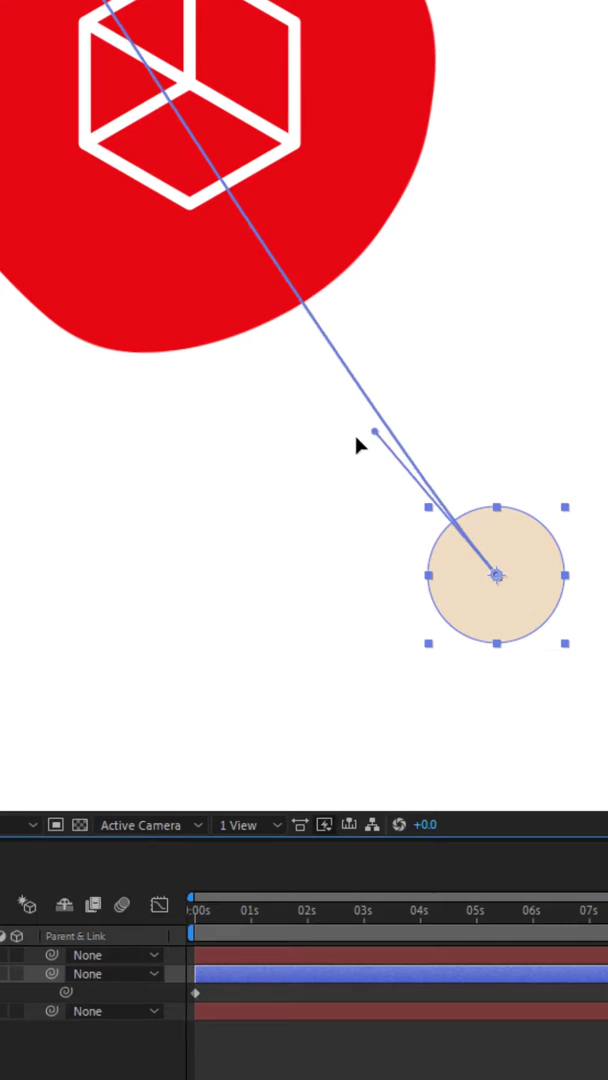 Active Camera 1 View +0.0
:00s 01s 02s 03s 04s 05s 06s 07s
Parent & Link
None
None
None